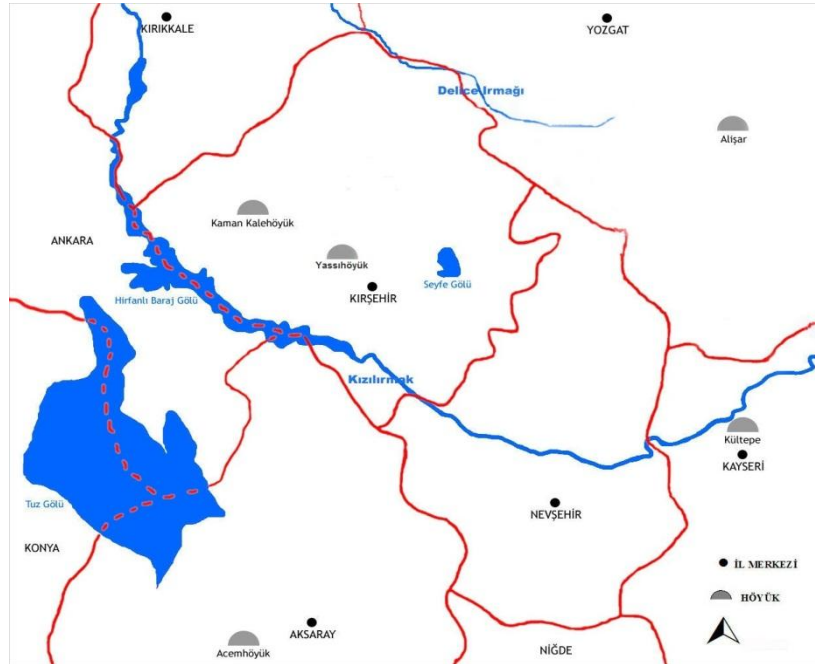 KIRIKKALE
YOZGAT
Delice Irmağı
Alişar
Kaman Kalehöyük
ANKARA
Yassıhöyük
Seyfe Gölü
KIRŞEHİR
Hirfanlı Baraj Gölü
Kızılırmak
Kültepe
KAYSERİ
Tuz Gölü
NEVŞEHİR
KONYA
İL MERKEZİ
HÖYÜK
AKSARAY
Acemhöyük
NİĞDE